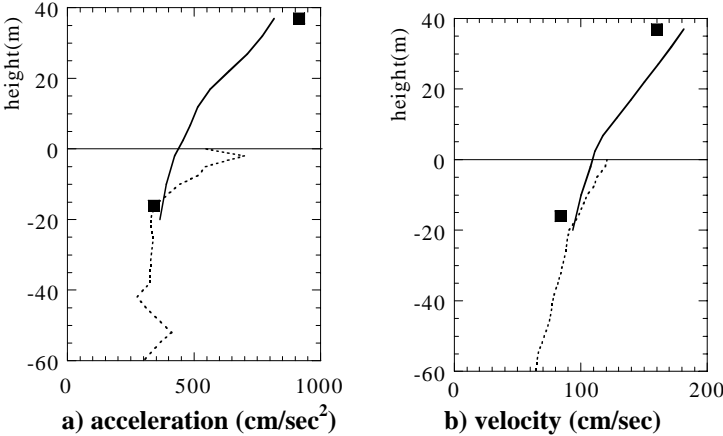 40
20
0
-20
-40
-60
height(m)
0 500 1000
a) acceleration (cm/sec²)
40
20
0
-20
-40
-60
height(m)
0 100 200
b) velocity (cm/sec)